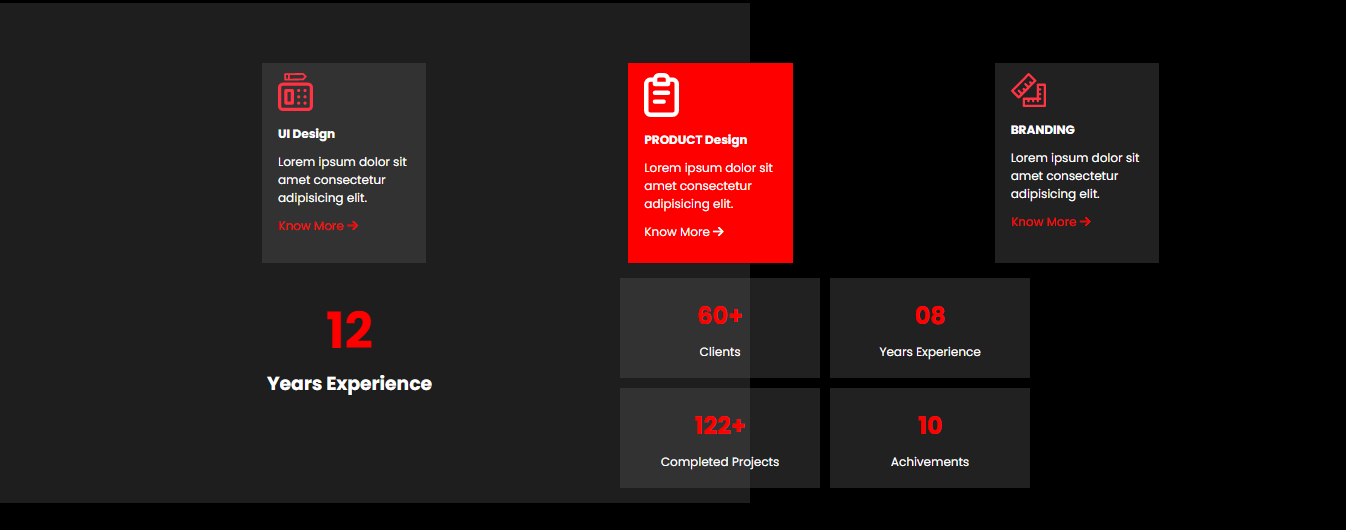 UI Design
Lorem ipsum dolor sit
amet consectetur
adipisicing elit.
Know More
PRODUCT Design
Lorem ipsum dolor sit
amet consectetur
adipisicing elit.
Know More
BRANDING
Lorem ipsum dolor sit
amet consectetur
adipisicing elit.
Know More
12
Years Experience
60+
Clients
08
Years Experience
122+
Completed Projects
10
Achivements